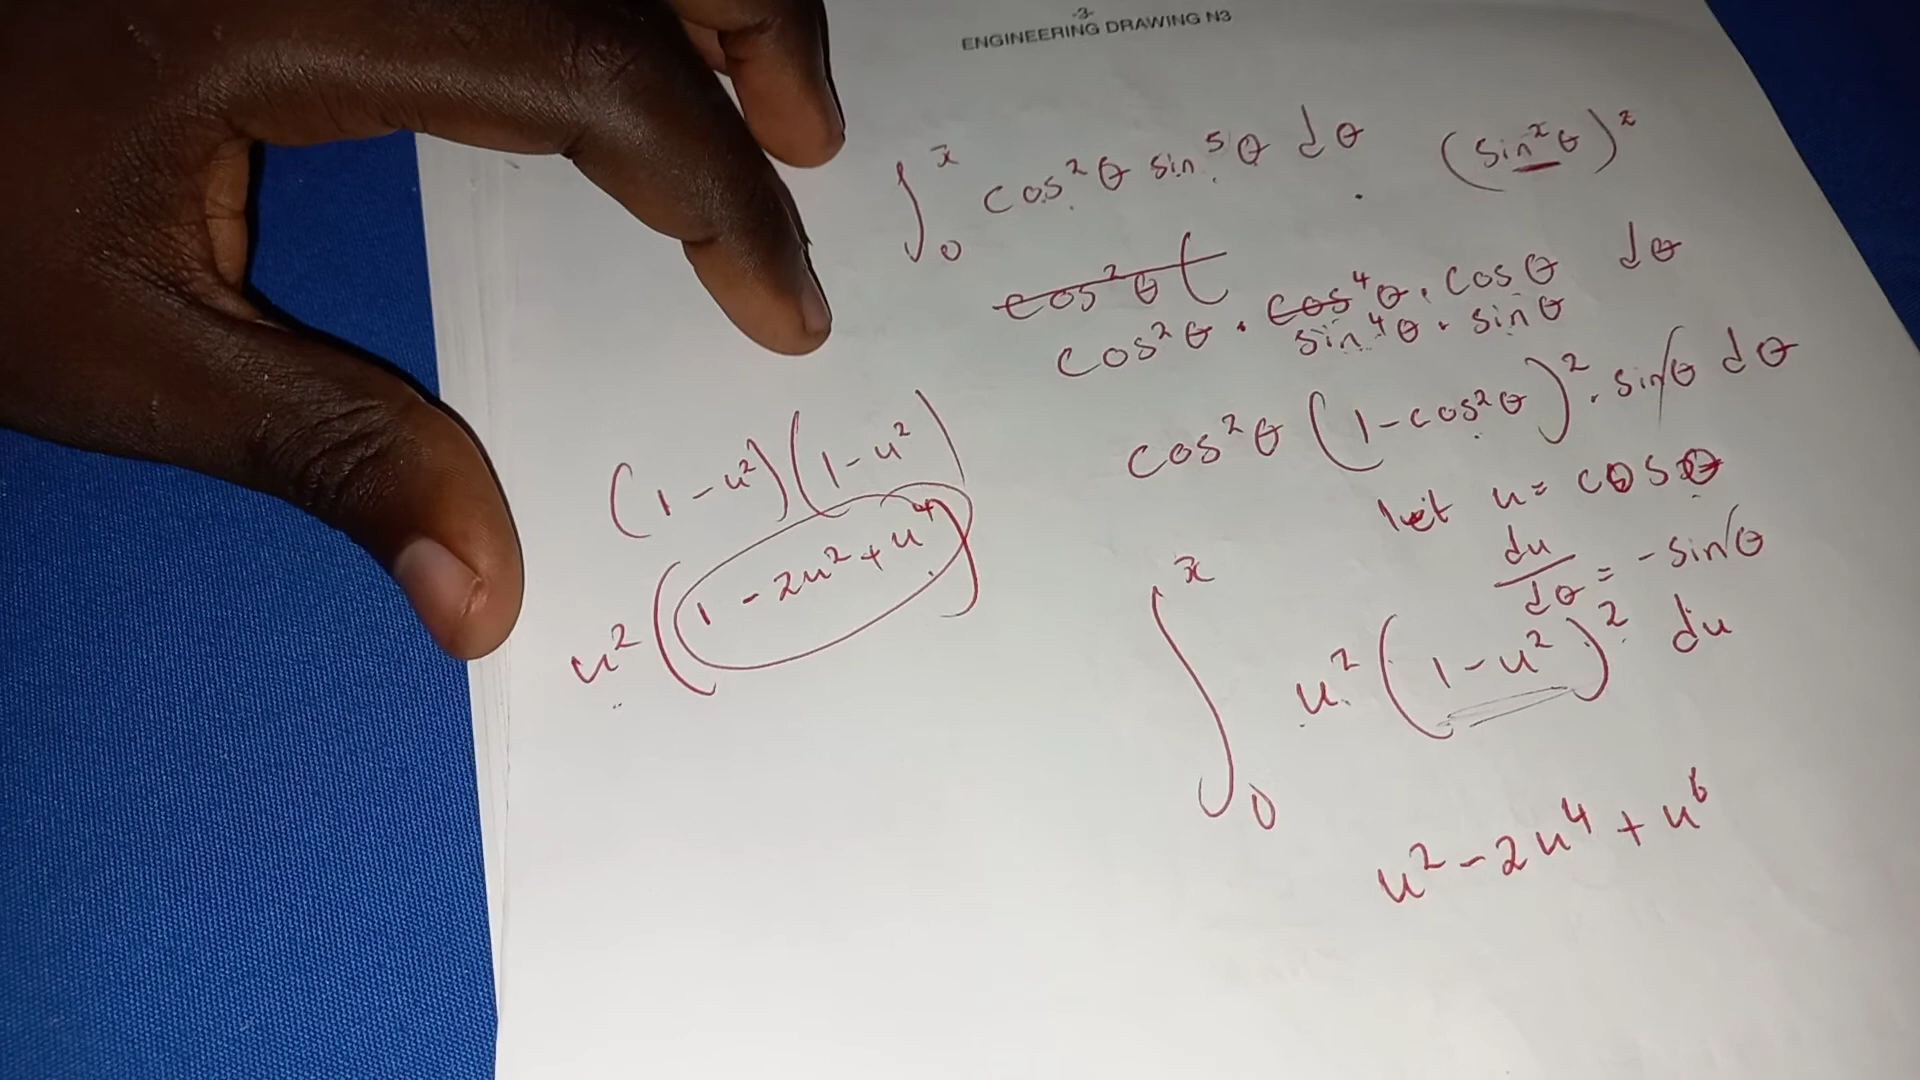 -3-
ENGINEERING DRAWING N3
∫₀ˣ cos²θ sin⁵θ dθ (sin²θ)²
cos²θ (
cos²θ · cos⁴θ · cosθ dθ
sin⁴θ · sinθ
cos²θ (1-cos²θ)² · sinθ dθ
let u = cosθ
du/dθ = -sinθ
∫₀ˣ u² (1-u²)² du
u² - 2u⁴ + u⁶
(1-u²)(1-u²)
u² (1 - 2u² + u⁴)